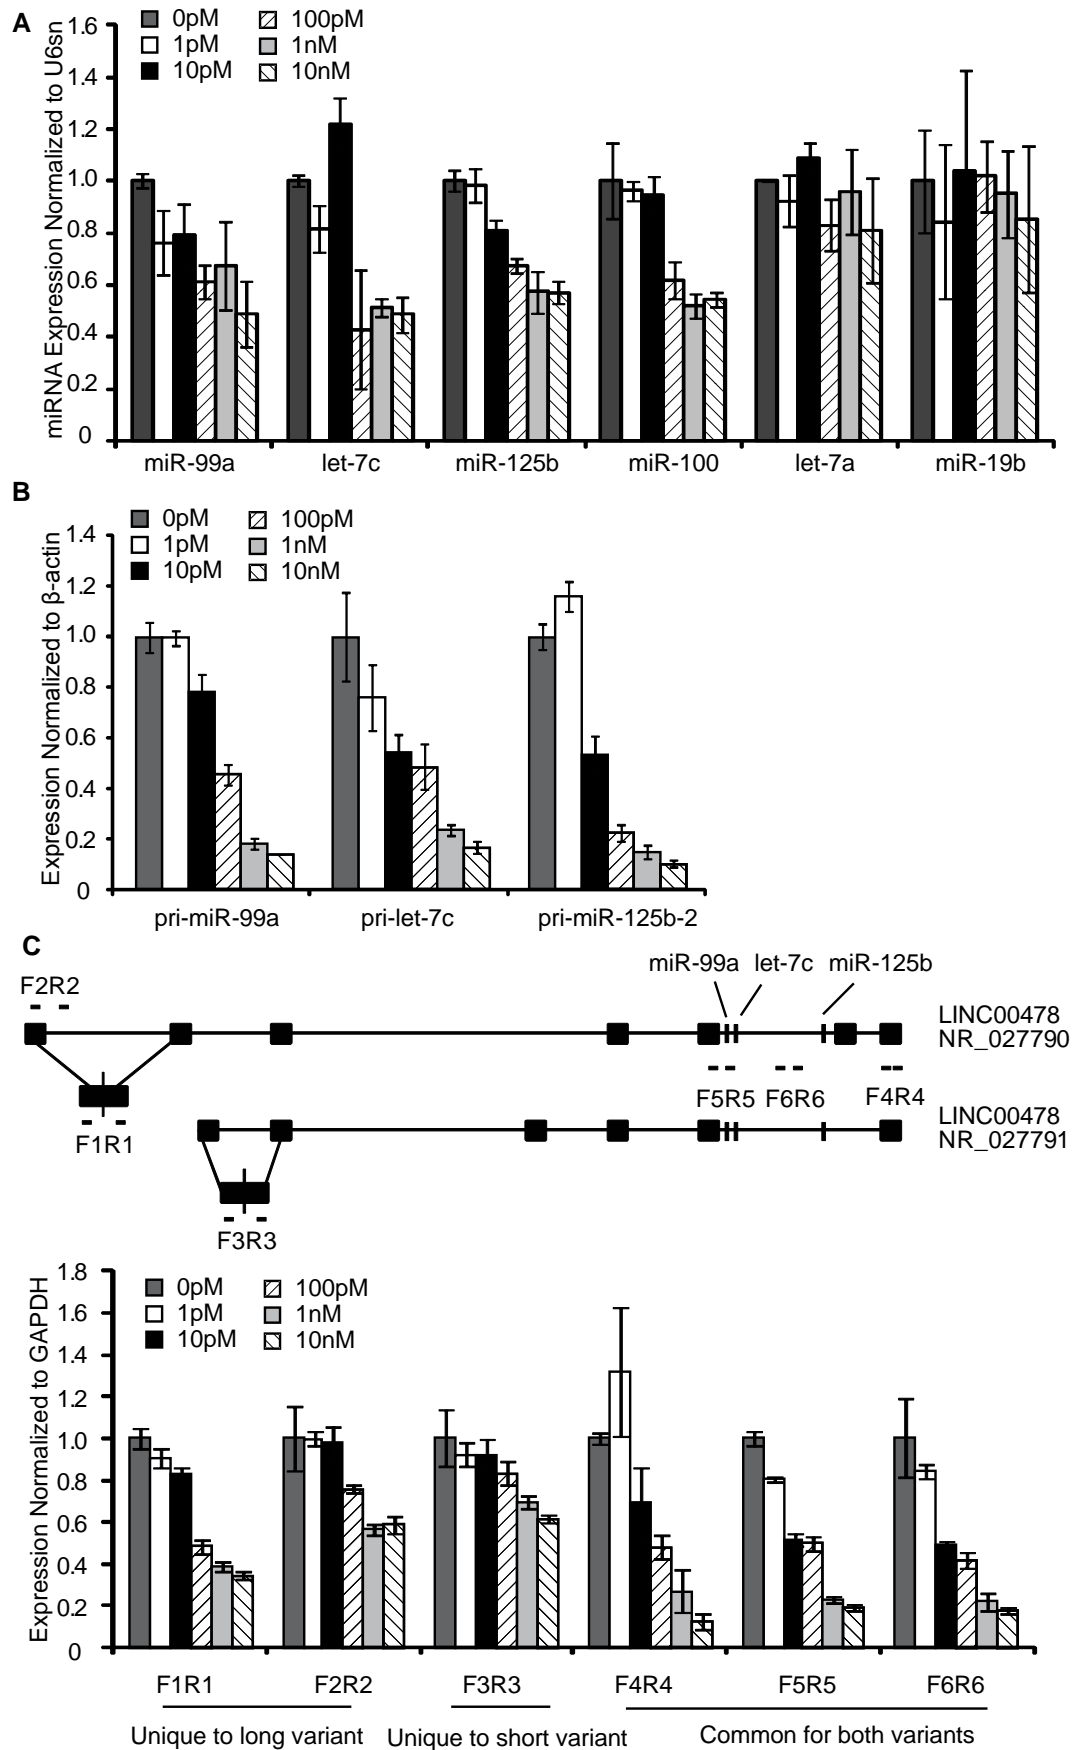 A
miRNA Expression Normalized to U6sn
1.6
1.4
1.2
1.0
0.8
0.6
0.4
0.2
0
0pM
1pM
10pM
100pM
1nM
10nM
miR-99a let-7c miR-125b miR-100 let-7a miR-19b
B
Expression Normalized to β-actin
1.4
1.2
1.0
0.8
0.6
0.4
0.2
0
0pM
1pM
10pM
100pM
1nM
10nM
pri-miR-99a pri-let-7c pri-miR-125b-2
C
miR-99a let-7c miR-125b
F2R2
LINC00478
NR_027790
F5R5 F6R6 F4R4
F1R1
LINC00478
NR_027791
F3R3
Expression Normalized to GAPDH
1.8
1.6
1.4
1.2
1.0
0.8
0.6
0.4
0.2
0
0pM
1pM
10pM
100pM
1nM
10nM
F1R1 F2R2 F3R3 F4R4 F5R5 F6R6
Unique to long variant Unique to short variant Common for both variants